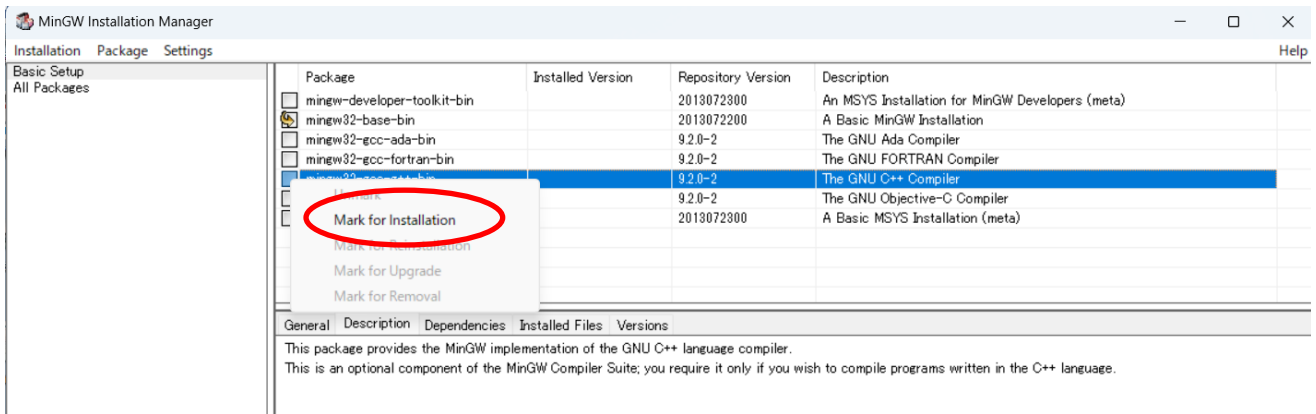 MinGW Installation Manager
Installation Package Settings Help
Basic Setup
All Packages
Package Installed Version Repository Version Description
mingw-developer-toolkit-bin 2013072300 An MSYS Installation for MinGW Developers (meta)
mingw32-base-bin 2013072200 A Basic MinGW Installation
mingw32-gcc-ada-bin 9.2.0-2 The GNU Ada Compiler
mingw32-gcc-fortran-bin 9.2.0-2 The GNU FORTRAN Compiler
mingw32-gcc-g++-bin 9.2.0-2 The GNU C++ Compiler
9.2.0-2 The GNU Objective-C Compiler
2013072300 A Basic MSYS Installation (meta)
Unmark
Mark for Installation
Mark for Reinstallation
Mark for Upgrade
Mark for Removal
General Description Dependencies Installed Files Versions
This package provides the MinGW implementation of the GNU C++ language compiler.
This is an optional component of the MinGW Compiler Suite; you require it only if you wish to compile programs written in the C++ language.